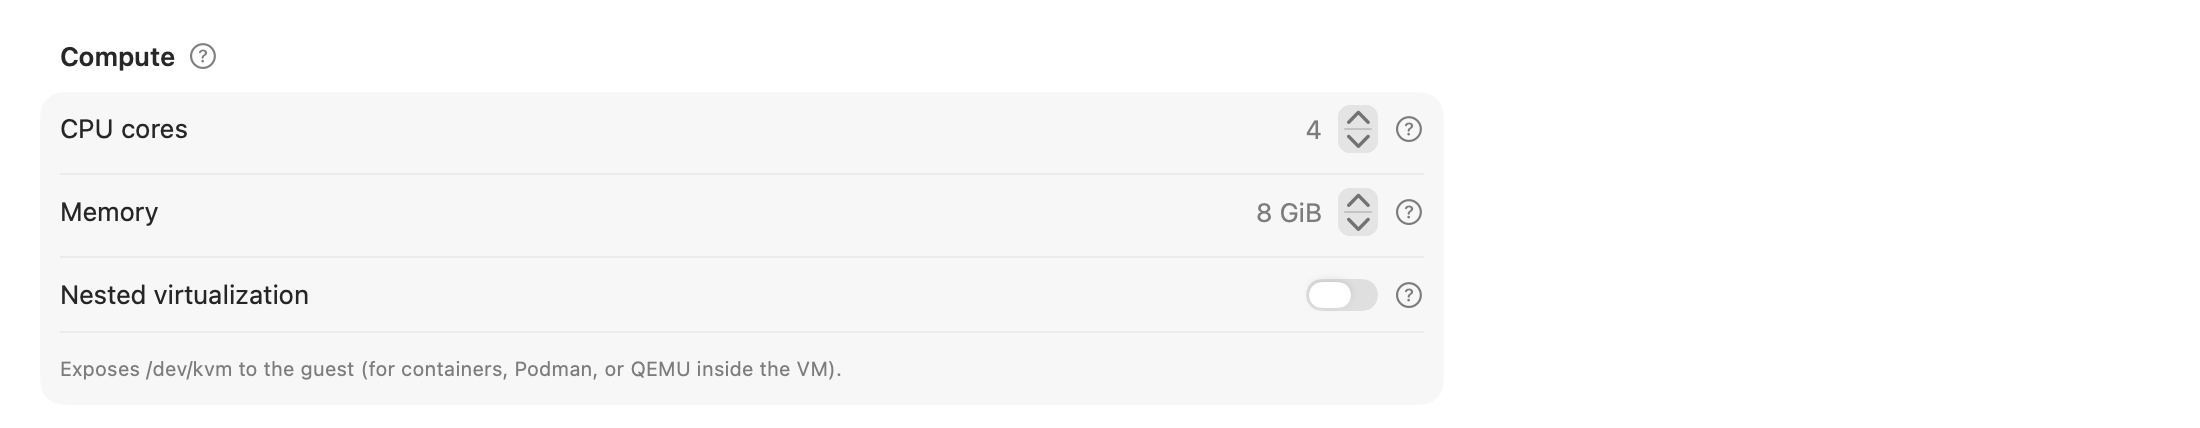 Compute ?
CPU cores 4 ?
Memory 8 GiB ?
Nested virtualization ?
Exposes /dev/kvm to the guest (for containers, Podman, or QEMU inside the VM).